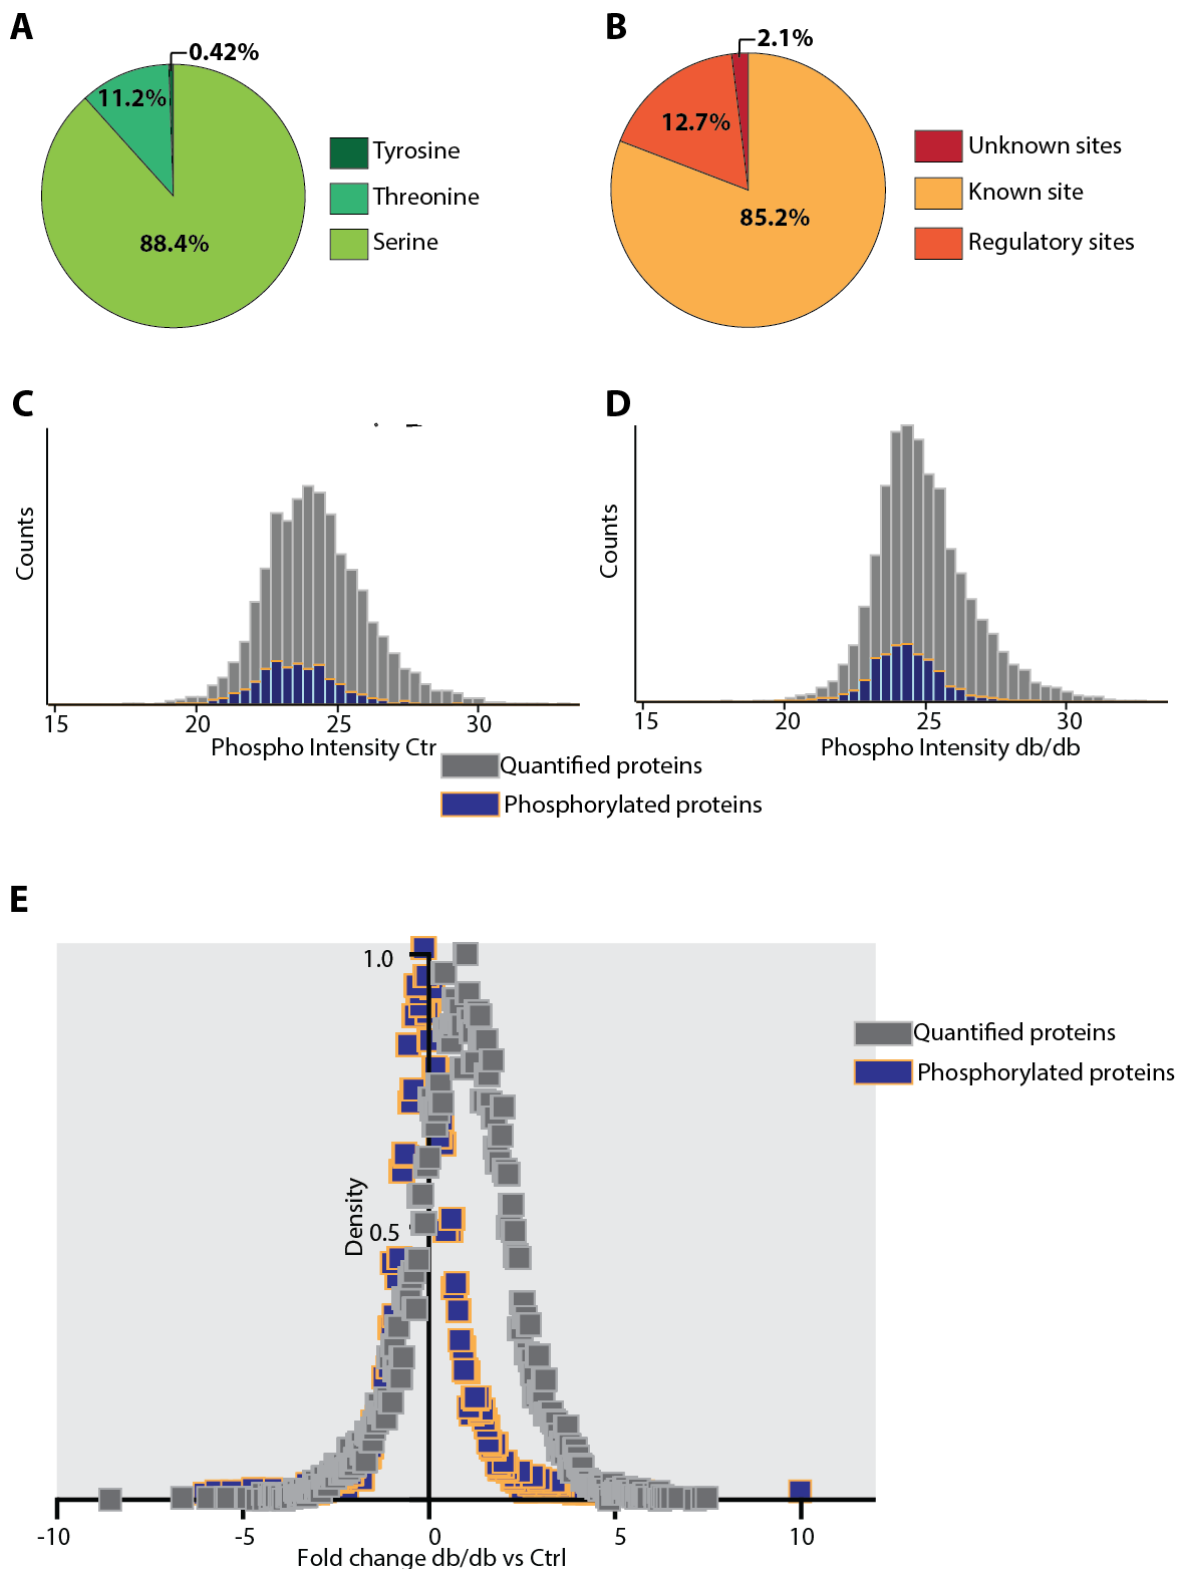 A
B
0.42%
2.1%
11.2%
12.7%
88.4%
85.2%
Tyrosine
Threonine
Serine
Unknown sites
Known site
Regulatory sites
C
D
Counts
Counts
15 20 25 30
15 20 25 30
Phospho Intensity Ctr
Phospho Intensity db/db
Quantified proteins
Phosphorylated proteins
E
1.0
Density
0.5
Quantified proteins
Phosphorylated proteins
-10 -5 0 5 10
Fold change db/db vs Ctrl